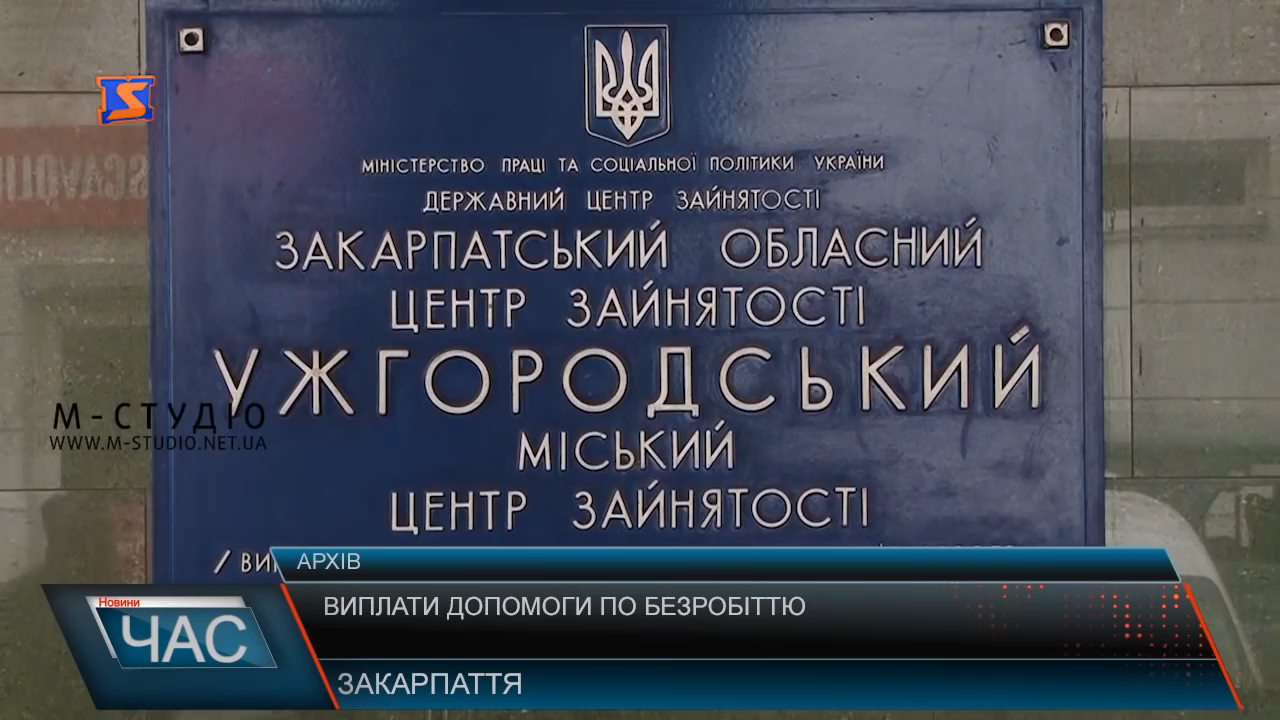 МІНІСТЕРСТВО ПРАЦІ ТА СОЦІАЛЬНОЇ ПОЛІТИКИ УКРАЇНИ
ДЕРЖАВНИЙ ЦЕНТР ЗАЙНЯТОСТІ
ЗАКАРПАТСЬКИЙ ОБЛАСНИЙ
ЦЕНТР ЗАЙНЯТОСТІ
УЖГОРОДСЬКИЙ
М-СТУДІО
WWW.M-STUDIO.NET.UA
МІСЬКИЙ
ЦЕНТР ЗАЙНЯТОСТІ
АРХІВ
Новини
ЧАС
ВИПЛАТИ ДОПОМОГИ ПО БЕЗРОБІТТЮ
ЗАКАРПАТТЯ